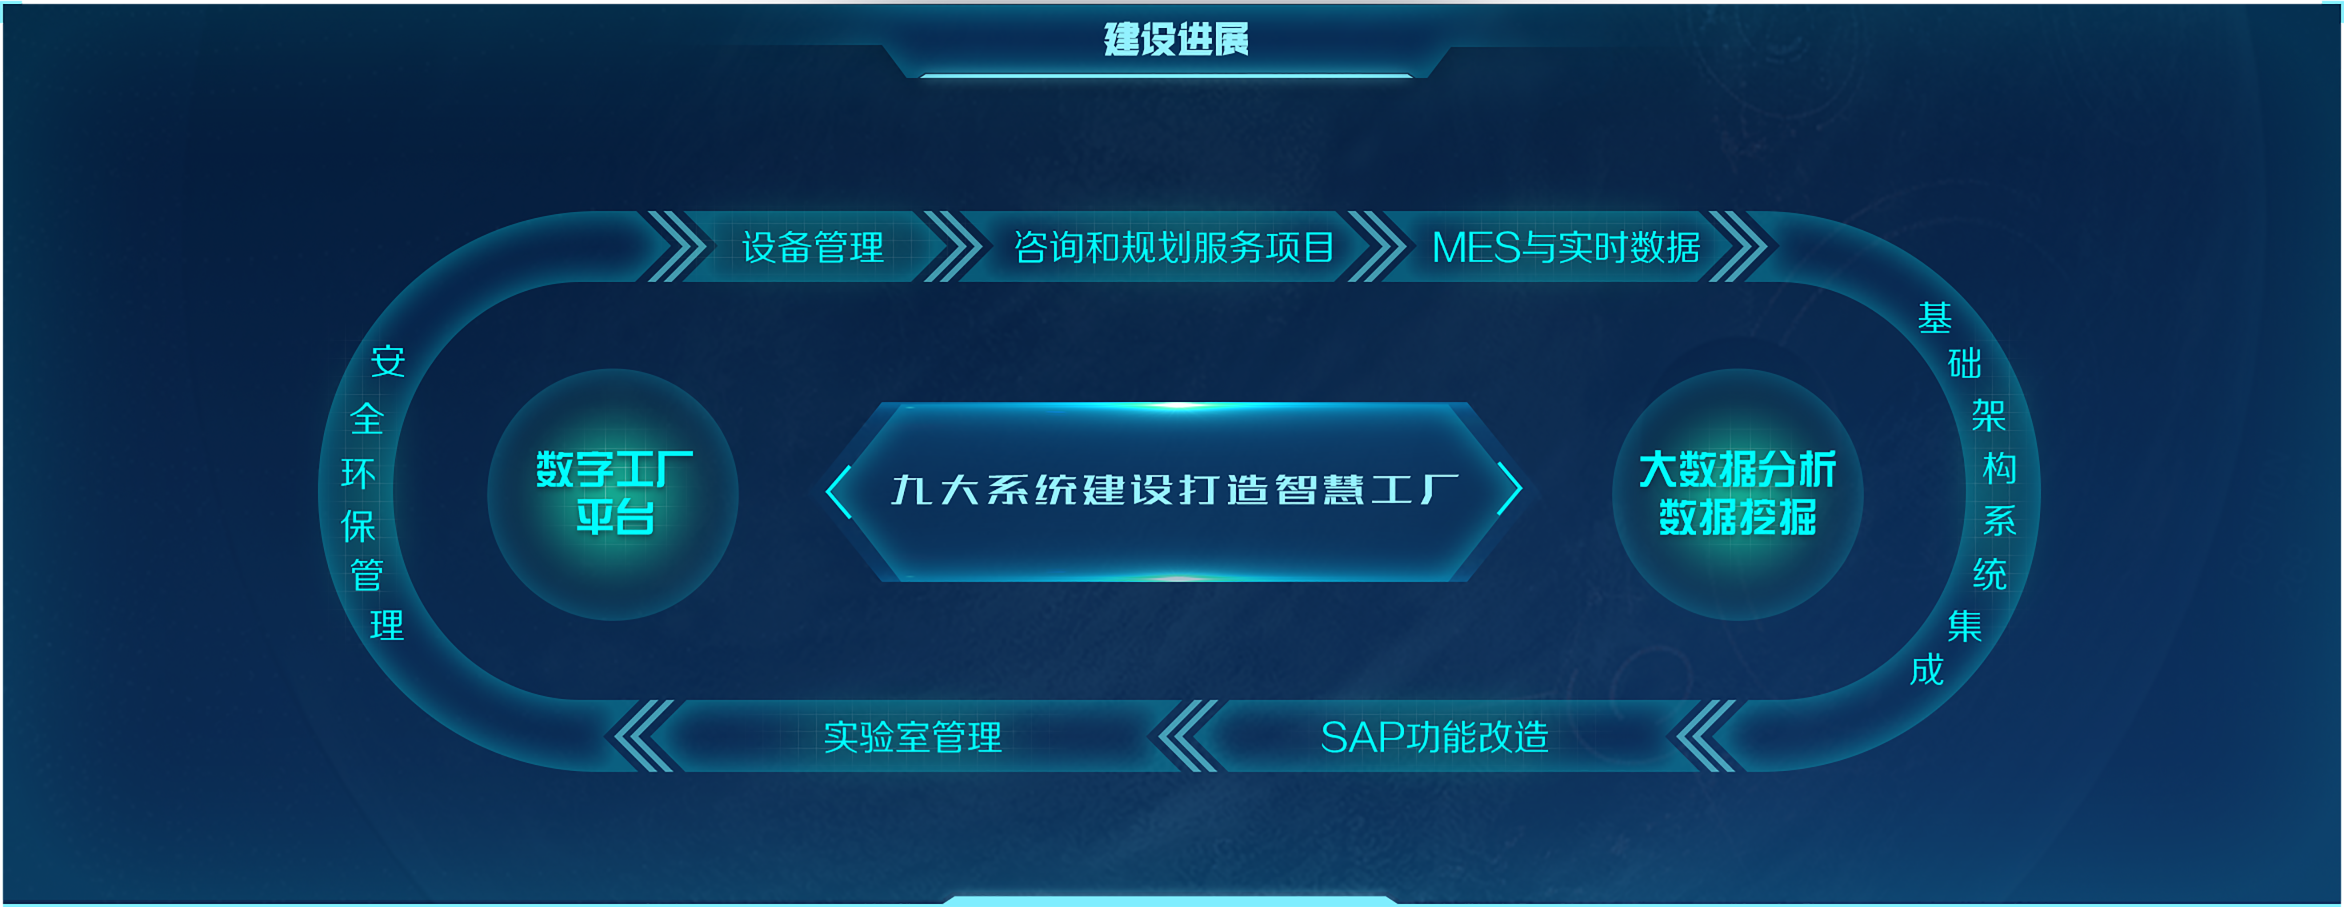 建设进展
设备管理
咨询和规划服务项目
MES与实时数据
基础架构系统集成
安全环保管理
数字工厂
平台
九大系统建设打造智慧工厂
大数据分析
数据挖掘
实验室管理
SAP功能改造